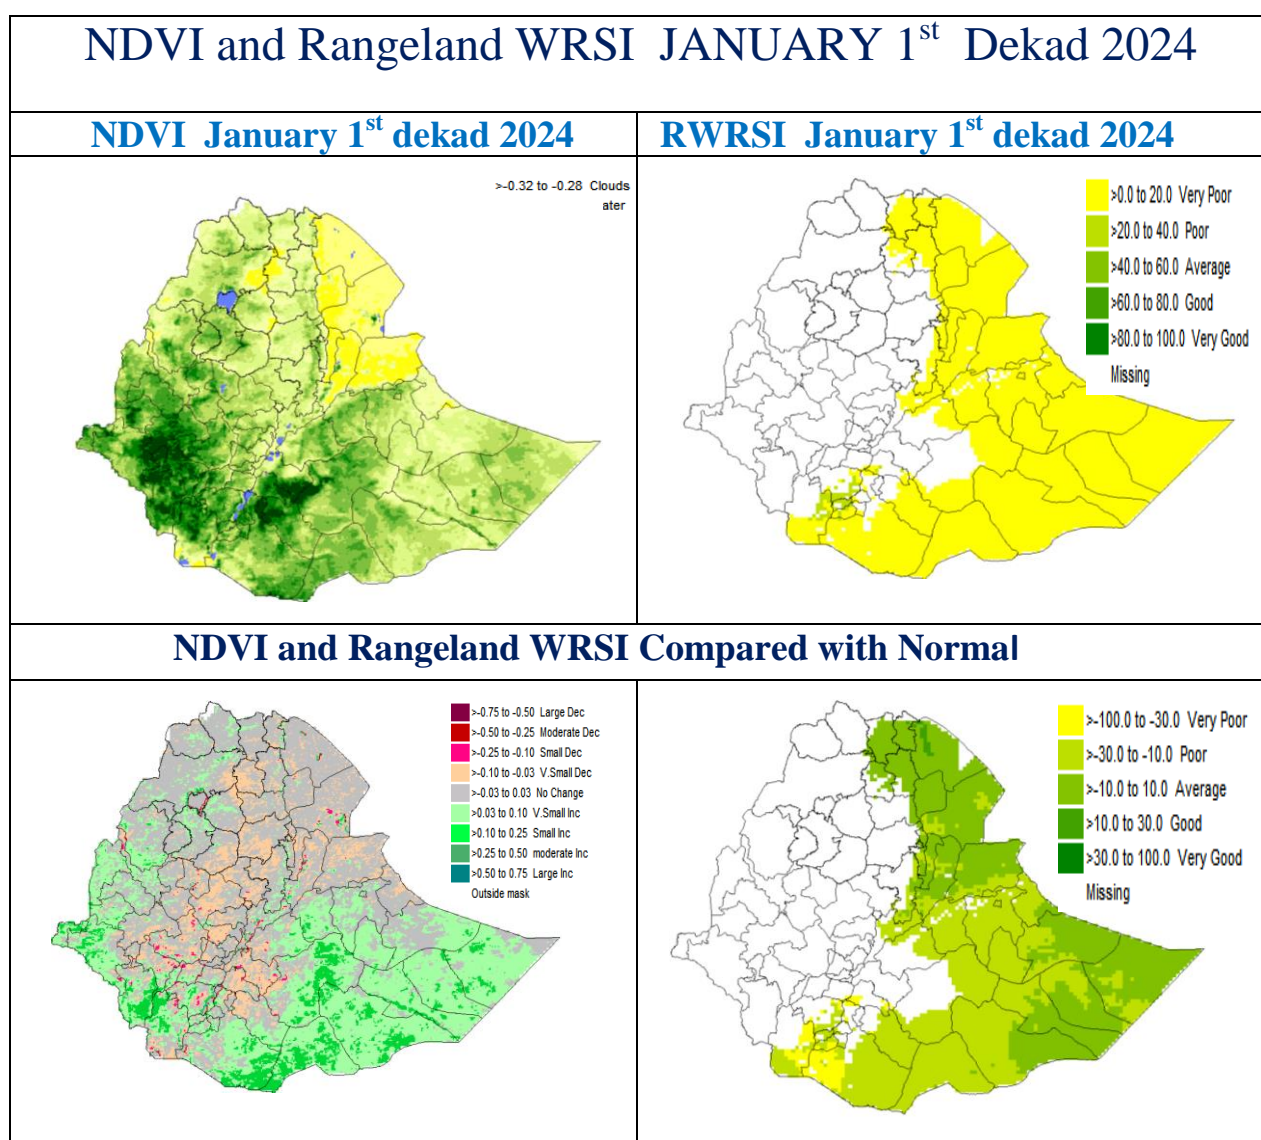 NDVI and Rangeland WRSI JANUARY 1st Dekad 2024
NDVI January 1st dekad 2024
RWRSI January 1st dekad 2024
>-0.32 to -0.28 Clouds
ater
>0.0 to 20.0 Very Poor
>20.0 to 40.0 Poor
>40.0 to 60.0 Average
>60.0 to 80.0 Good
>80.0 to 100.0 Very Good
Missing
NDVI and Rangeland WRSI Compared with Normal
>-0.75 to -0.50 Large Dec
>-0.50 to -0.25 Moderate Dec
>-0.25 to -0.10 Small Dec
>-0.10 to -0.03 V.Small Dec
>-0.03 to 0.03 No Change
>0.03 to 0.10 V.Small Inc
>0.10 to 0.25 Small Inc
>0.25 to 0.50 moderate Inc
>0.50 to 0.75 Large Inc
Outside mask
>-100.0 to -30.0 Very Poor
>-30.0 to -10.0 Poor
>-10.0 to 10.0 Average
>10.0 to 30.0 Good
>30.0 to 100.0 Very Good
Missing